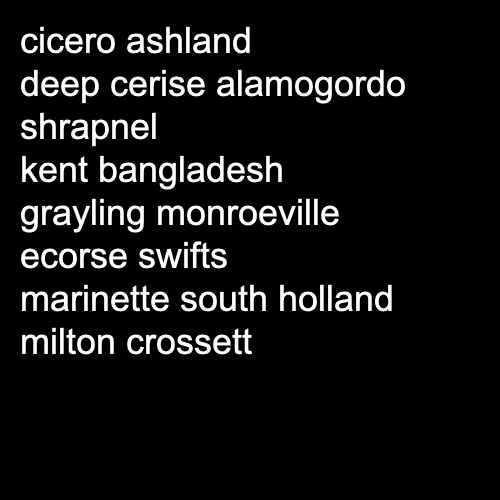 cicero ashland
deep cerise alamogordo
shrapnel
kent bangladesh
grayling monroeville
ecorse swifts
marinette south holland
milton crossett